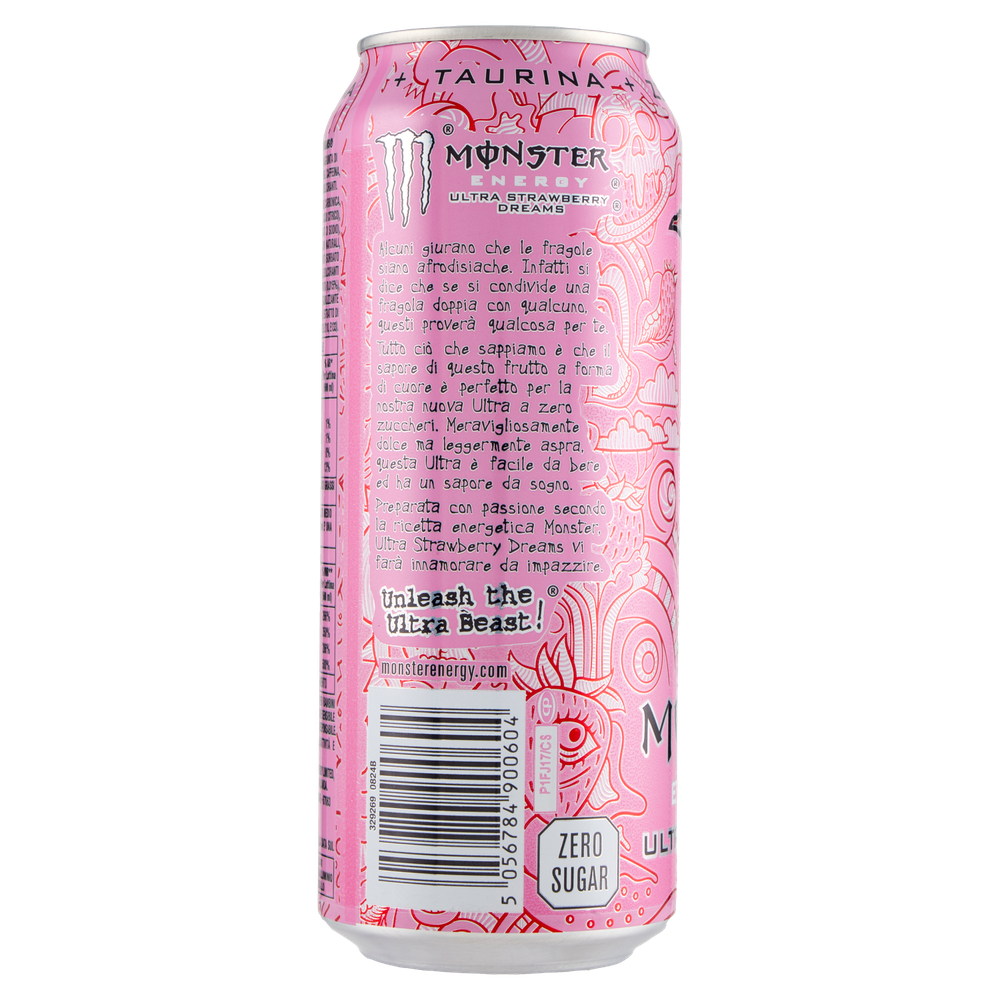 + TAURINA +
MONSTER
ENERGY
ULTRA STRAWBERRY
DREAMS
Alcuni giurano che le fragole
siano afrodisiache. Infatti si
dice che se si condivide una
fragola doppia con qualcuno,
questi proverà qualcosa per te.
Tutto ciò che sappiamo è che il
sapore di questo frutto a forma
di cuore è perfetto per la
nostra nuova Ultra a zero
zuccheri. Meravigliosamente
dolce ma leggermente aspra,
questa Ultra è facile da bere
ed ha un sapore da sogno.
Preparata con passione secondo
la ricetta energetica Monster,
Ultra Strawberry Dreams vi
farà innamorare da impazzire.
Unleash the
Ultra Beast!®
monsterenergy.com
329269 0824B
5 056784 900604
P1FJ17/CS
ZERO
SUGAR